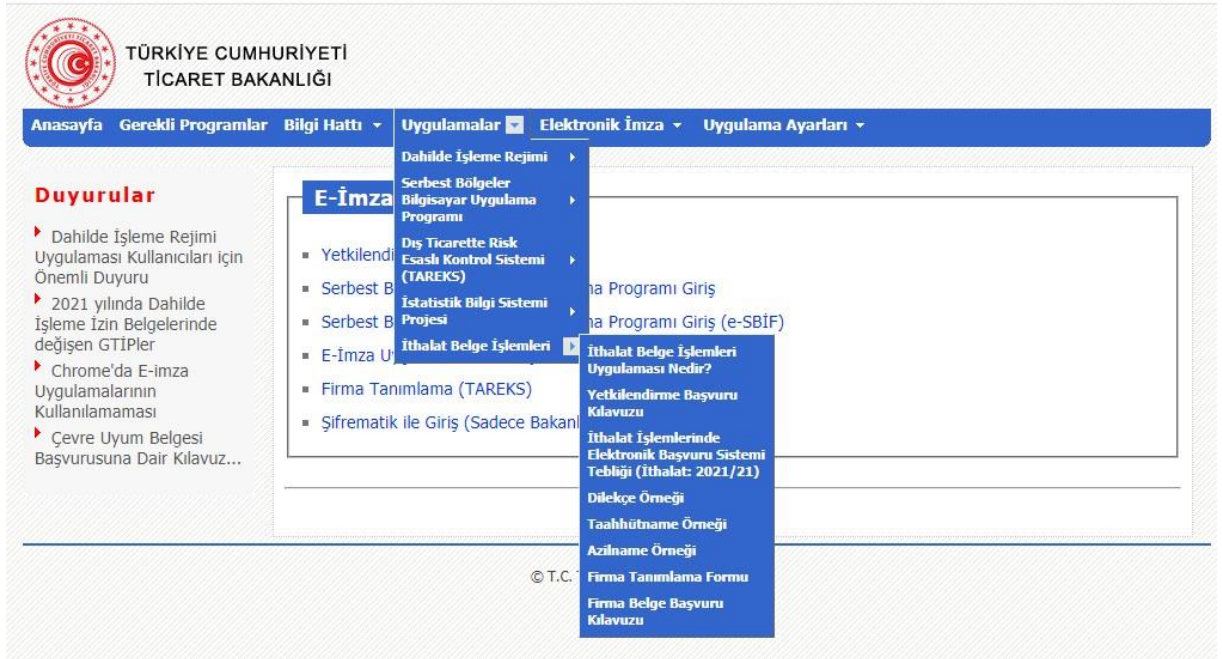 TÜRKİYE CUMHURİYETİ
TİCARET BAKANLIĞI
Anasayfa Gerekli Programlar Bilgi Hattı Uygulamalar Elektronik İmza Uygulama Ayarları
Dahilde İşleme Rejimi
Serbest Bölgeler
Bilgisayar Uygulama
Programı
Dış Ticarette Risk
Esaslı Kontrol Sistemi
(TAREKS)
İstatistik Bilgi Sistemi
Projesi
İthalat Belge İşlemleri
İthalat Belge İşlemleri
Uygulaması Nedir?
Yetkilendirme Başvuru
Kılavuzu
İthalat İşlemlerinde
Elektronik Başvuru Sistemi
Tebliği (İthalat: 2021/21)
Dilekçe Örneği
Taahhütname Örneği
Azilname Örneği
Firma Tanımlama Formu
Firma Belge Başvuru
Kılavuzu
Duyurular
Dahilde İşleme Rejimi
Uygulaması Kullanıcıları için
Önemli Duyuru
2021 yılında Dahilde
İşleme İzin Belgelerinde
değişen GTİPler
Chrome'da E-imza
Uygulamalarının
Kullanılamaması
Çevre Uyum Belgesi
Başvurusuna Dair Kılavuz...
E-İmza
Serbest Programı Giriş
Serbest Programı Giriş (e-SBİF)
E-İmza
Firma Tanımlama (TAREKS)
Şifrematik ile Giriş (Sadece
© T.C.